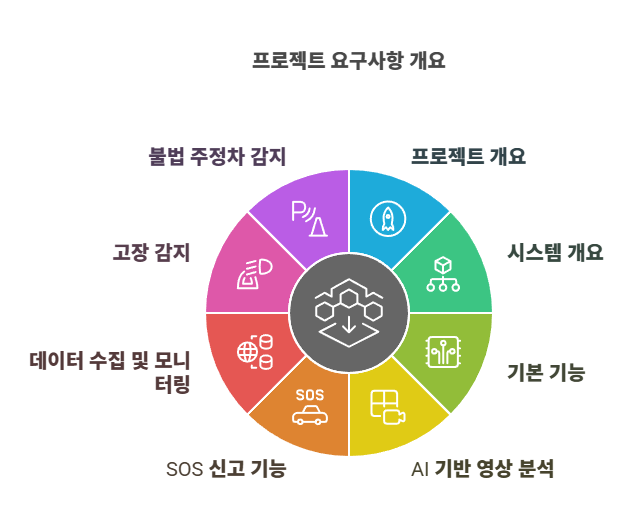 프로젝트 요구사항 개요
불법 주정차 감지
프로젝트 개요
고장 감지
시스템 개요
데이터 수집 및 모니
터링
기본 기능
SOS
SOS 신고 기능
AI 기반 영상 분석